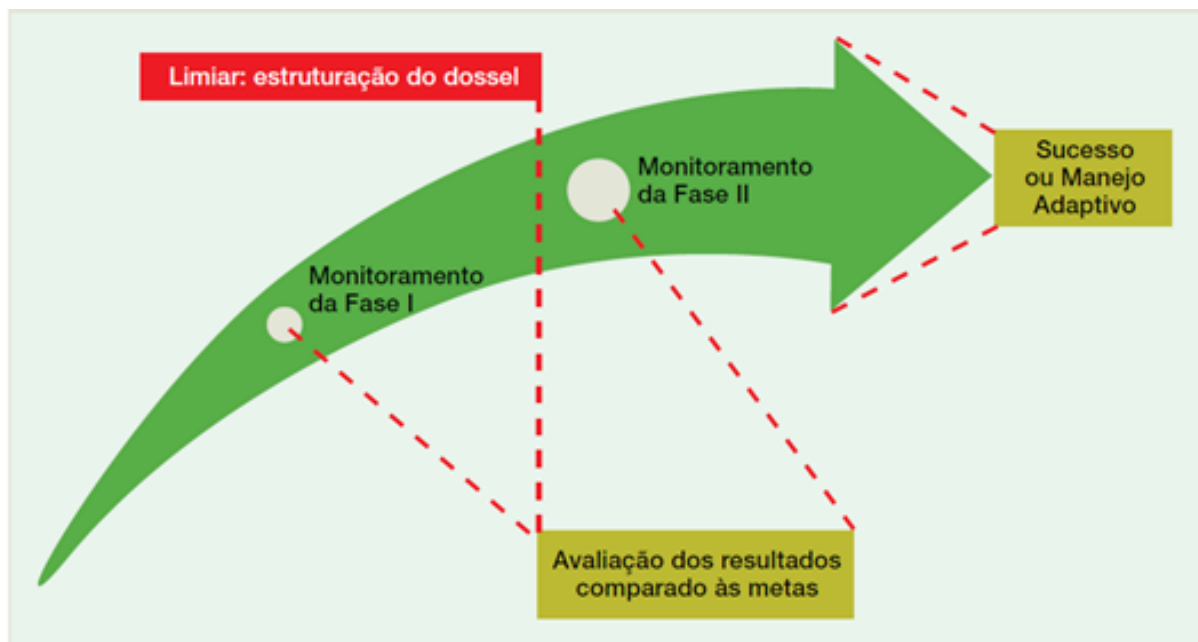 Limiar: estruturação do dossel
Monitoramento
da Fase II
Sucesso
ou Manejo
Adaptivo
Monitoramento
da Fase I
Avaliação dos resultados
comparado às metas